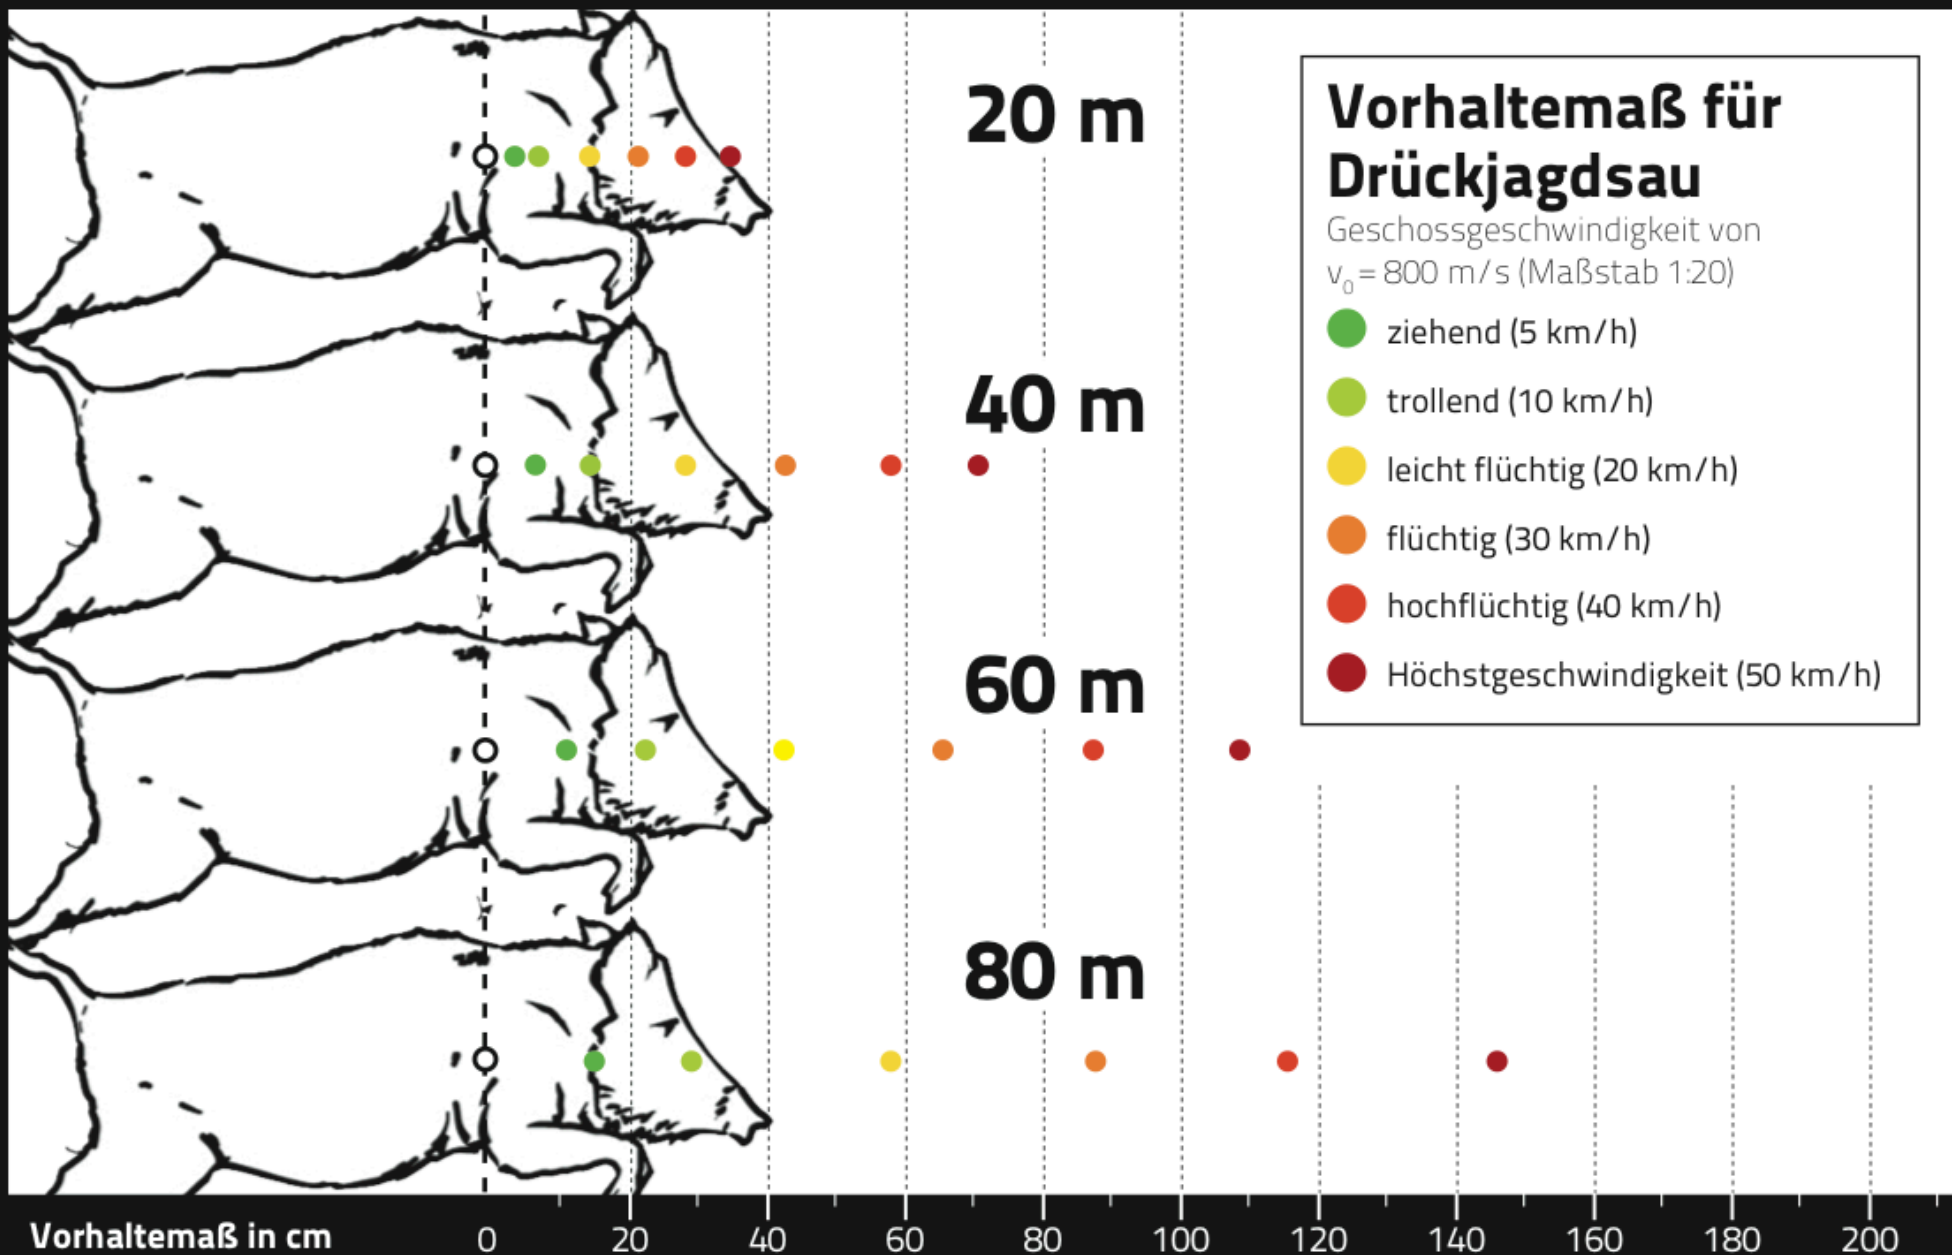 20 m
40 m
60 m
80 m
Vorhaltemaß für
Drückjagdsau
Geschossgeschwindigkeit von
v₀ = 800 m/s (Maßstab 1:20)
ziehend (5 km/h)
trollend (10 km/h)
leicht flüchtig (20 km/h)
flüchtig (30 km/h)
hochflüchtig (40 km/h)
Höchstgeschwindigkeit (50 km/h)
Vorhaltemaß in cm 0 20 40 60 80 100 120 140 160 180 200